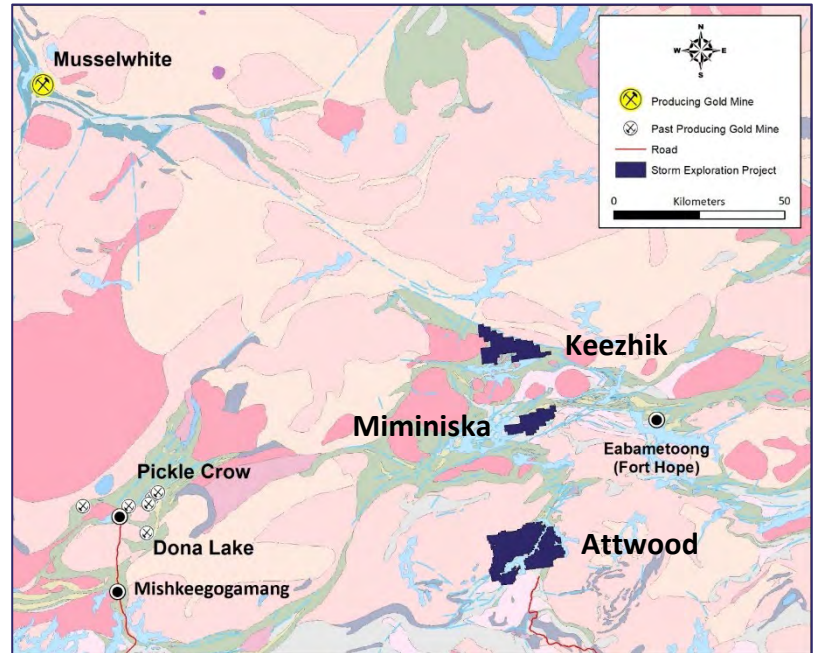 Musselwhite
N
W
E
S
Producing Gold Mine
Past Producing Gold Mine
Road
Storm Exploration Project
Kilometers
0
50
Keezhik
Miminiska
Eabametoong
(Fort Hope)
Pickle Crow
Dona Lake
Attwood
Mishkeegogamang